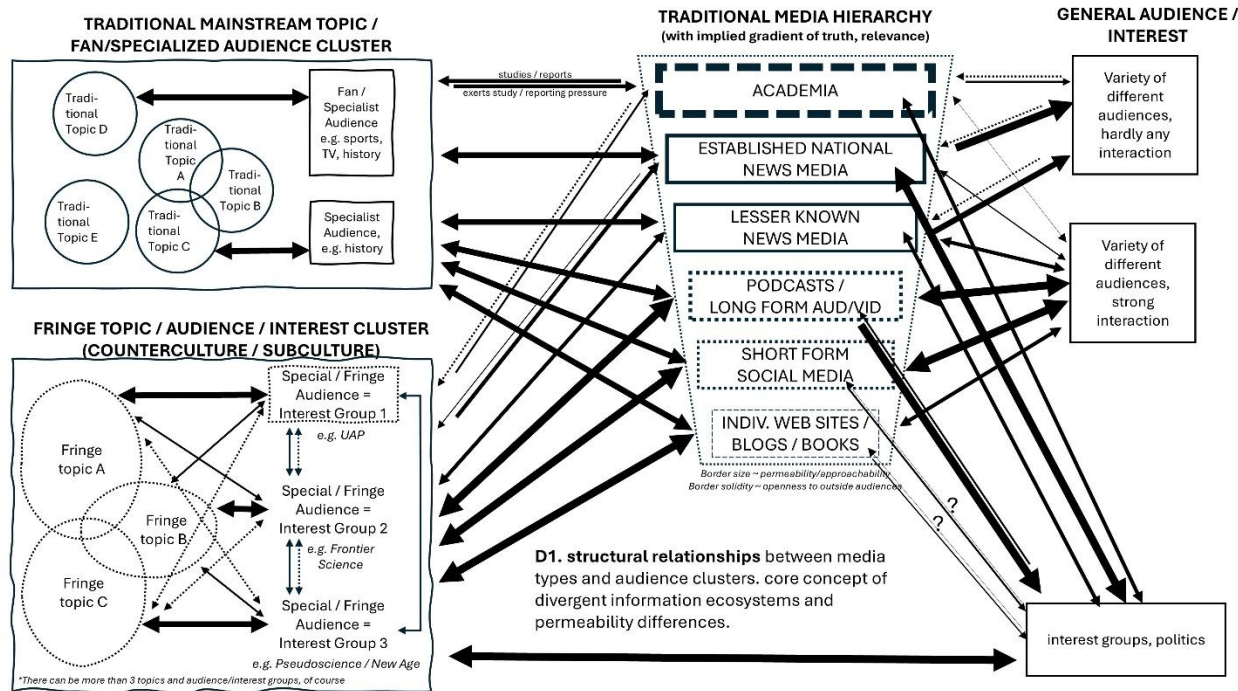 TRADITIONAL MAINSTREAM TOPIC /
FAN/SPECIALIZED AUDIENCE CLUSTER
Tradi-
tional
Topic D
Tradi-
tional
Topic
A
Tradi-
tional
Topic B
Tradi-
tional
Topic E
Tradi-
tional
Topic C
Fan /
Specialist
Audience
e.g. sports,
TV, history
Specialist
Audience,
e.g. history
FRINGE TOPIC / AUDIENCE / INTEREST CLUSTER
(COUNTERCULTURE / SUBCULTURE)
Fringe
topic A
Fringe
topic B
Fringe
topic C
Special / Fringe
Audience =
Interest Group 1
e.g. UAP
Special / Fringe
Audience =
Interest Group 2
e.g. Frontier
Science
Special / Fringe
Audience =
Interest Group 3
e.g. Pseudoscience / New Age
*There can be more than 3 topics and audience/interest groups, of course
studies / reports
exerts study / reporting pressure
TRADITIONAL MEDIA HIERARCHY
(with implied gradient of truth, relevance)
ACADEMIA
ESTABLISHED NATIONAL
NEWS MEDIA
LESSER KNOWN
NEWS MEDIA
PODCASTS /
LONG FORM AUD/VID
SHORT FORM
SOCIAL MEDIA
INDIV. WEB SITES /
BLOGS / BOOKS
Border size ~ permeability/approachability
Border solidity ~ openness to outside audiences
?
?
D1. structural relationships between media
types and audience clusters. core concept of
divergent information ecosystems and
permeability differences.
GENERAL AUDIENCE /
INTEREST
Variety of
different
audiences,
hardly any
interaction
Variety of
different
audiences,
strong
interaction
interest groups, politics